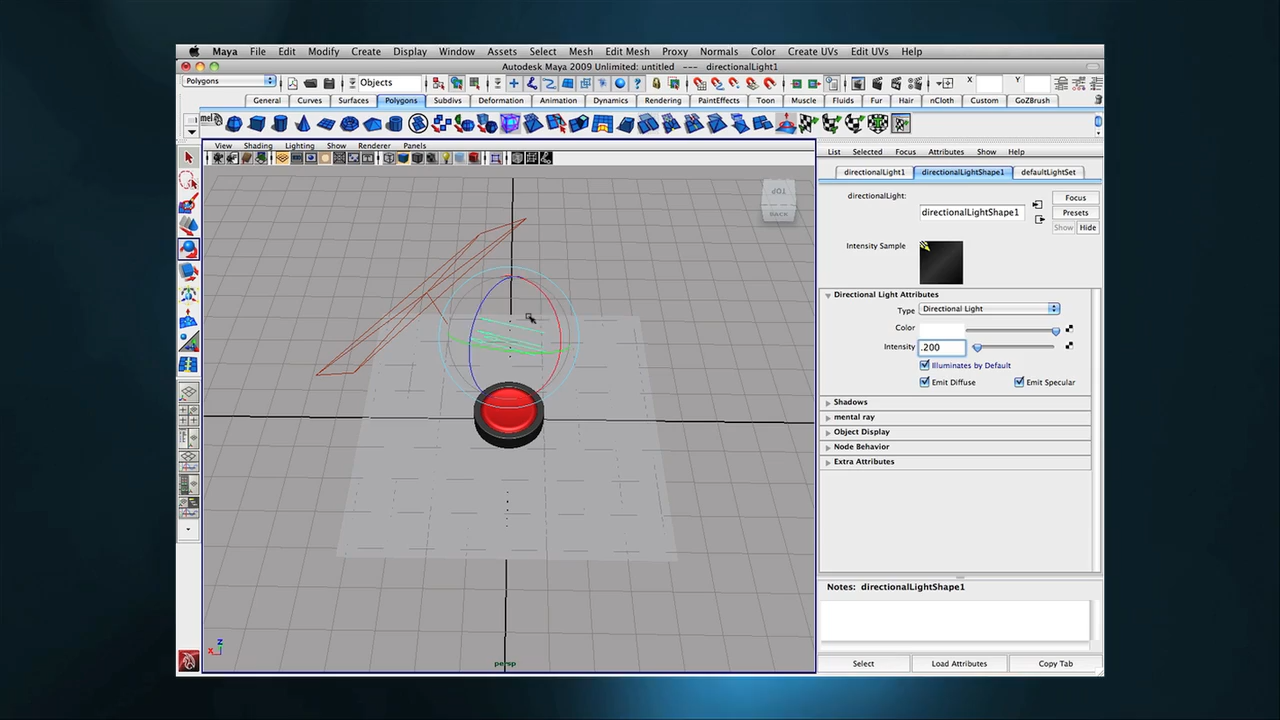 Maya File Edit Modify Create Display Window Assets Select Mesh Edit Mesh Proxy Normals Color Create UVs Edit UVs Help
Autodesk Maya 2009 Unlimited: untitled --- directionalLight1
Polygons Objects X Y
General Curves Surfaces Polygons Subdivs Deformation Animation Dynamics Rendering PaintEffects Toon Muscle Fluids Fur Hair nCloth Custom GoZBrush
mel
View Shading Lighting Show Renderer Panels
List Selected Focus Attributes Show Help
directionalLight1 directionalLightShape1 defaultLightSet
directionalLight: directionalLightShape1
Focus
Presets
Show Hide
Intensity Sample
TOP
BACK
Directional Light Attributes
Type Directional Light
Color
Intensity .200
Illuminates by Default
Emit Diffuse Emit Specular
Shadows
mental ray
Object Display
Node Behavior
Extra Attributes
Notes: directionalLightShape1
z
x
persp
Select Load Attributes Copy Tab